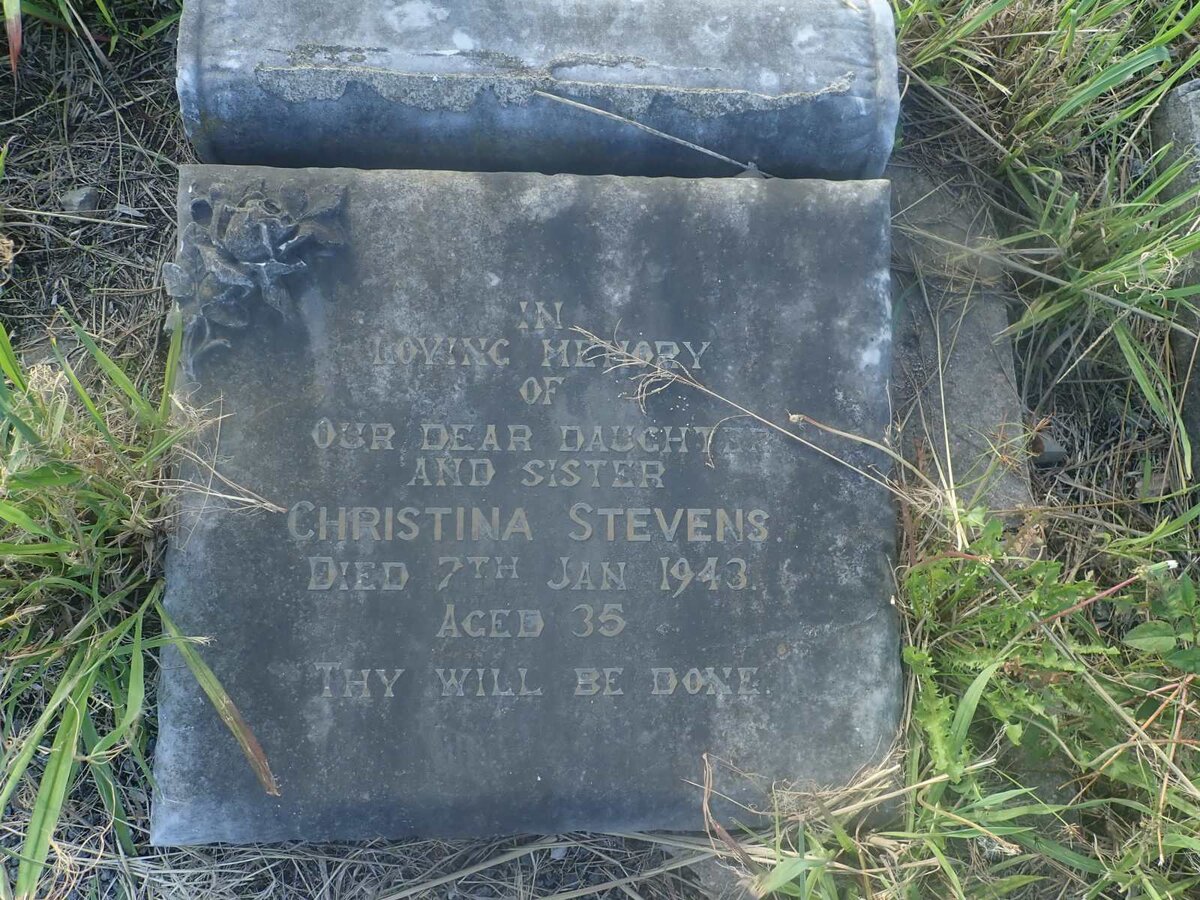 IN
LOVING MEMORY
OF
OUR DEAR DAUGHTER
AND SISTER
CHRISTINA STEVENS.
DIED 7TH JAN 1943.
AGED 35
THY WILL BE DONE.